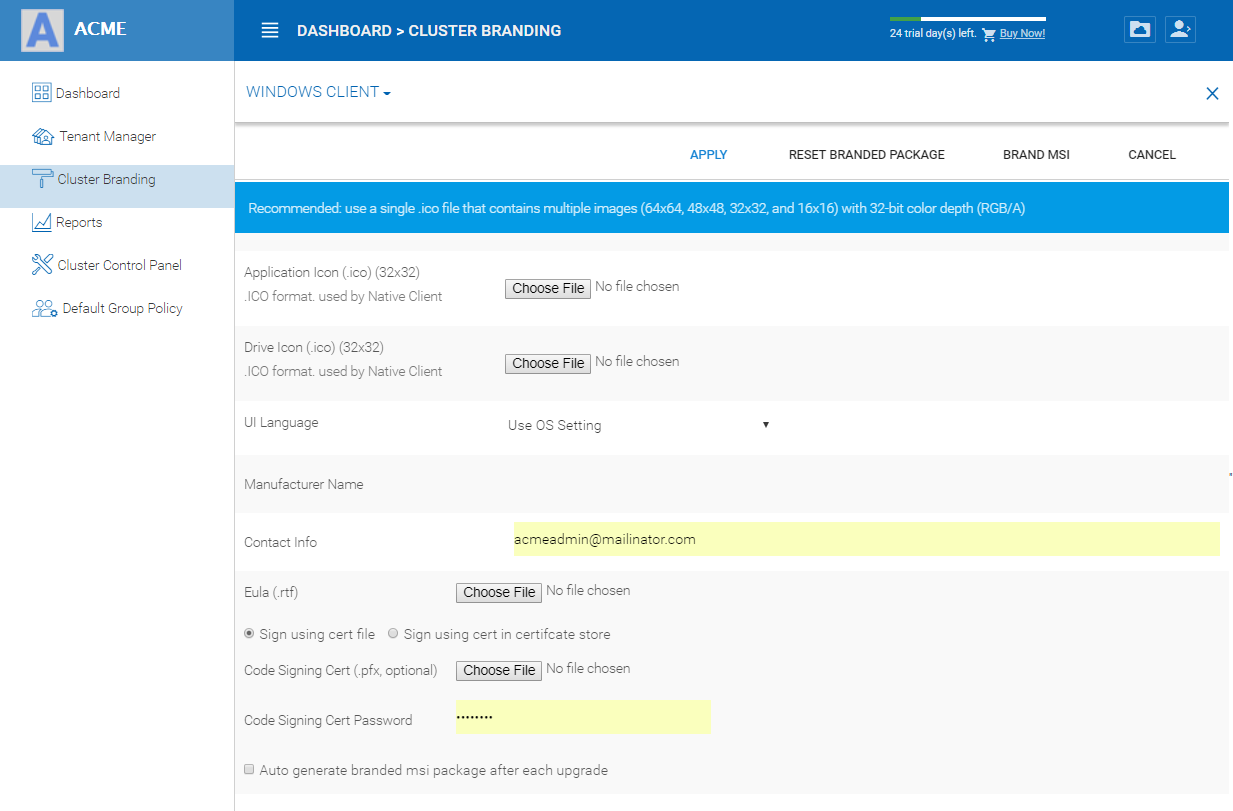 A ACME
DASHBOARD > CLUSTER BRANDING
24 trial day(s) left. Buy Now!
Dashboard
Tenant Manager
Cluster Branding
Reports
Cluster Control Panel
Default Group Policy
WINDOWS CLIENT
APPLY RESET BRANDED PACKAGE BRAND MSI CANCEL
Recommended: use a single .ico file that contains multiple images (64x64, 48x48, 32x32, and 16x16) with 32-bit color depth (RGB/A)
Application Icon (.ico) (32x32)
.ICO format. used by Native Client
Choose File No file chosen
Drive Icon (.ico) (32x32)
.ICO format. used by Native Client
Choose File No file chosen
UI Language Use OS Setting
Manufacturer Name
Contact Info acmeadmin@mailinator.com
Eula (.rtf) Choose File No file chosen
Sign using cert file Sign using cert in certifcate store
Code Signing Cert (.pfx, optional) Choose File No file chosen
Code Signing Cert Password ••••••••
Auto generate branded msi package after each upgrade